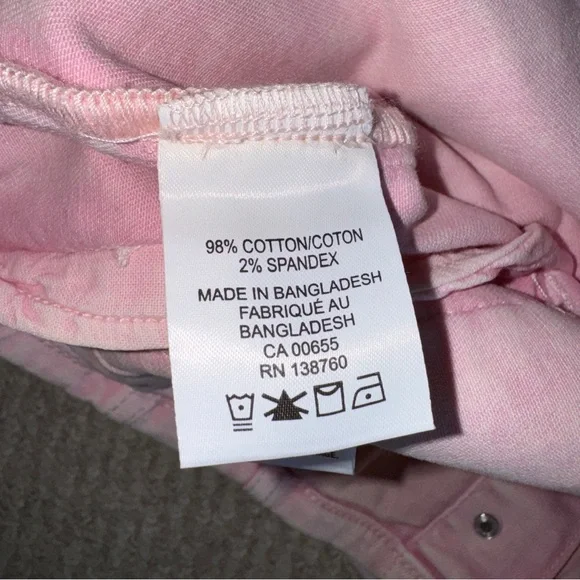 98% COTTON/COTON
2% SPANDEX
MADE IN BANGLADESH
FABRIQUÉ AU
BANGLADESH
CA 00655
RN 138760